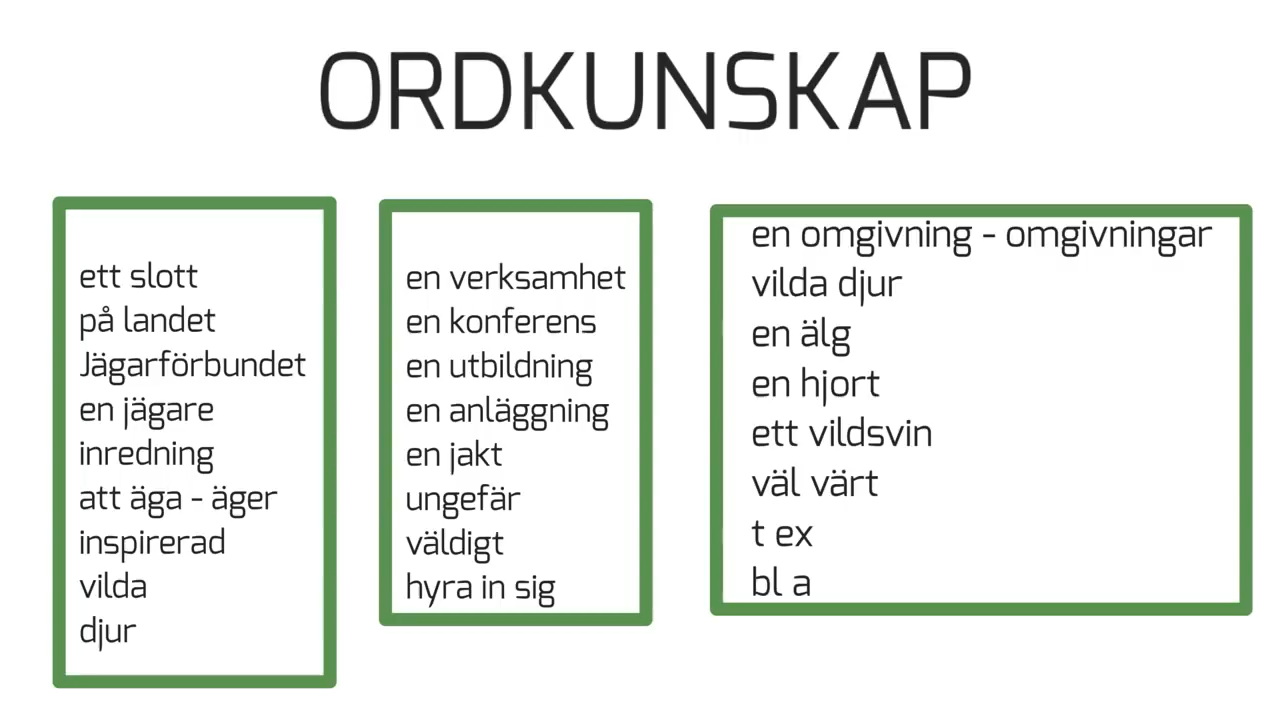 ORDKUNSKAP
ett slott
på landet
Jägarförbundet
en jägare
inredning
att äga - äger
inspirerad
vilda
djur
en verksamhet
en konferens
en utbildning
en anläggning
en jakt
ungefär
väldigt
hyra in sig
en omgivning - omgivningar
vilda djur
en älg
en hjort
ett vildsvin
väl värt
t ex
bl a